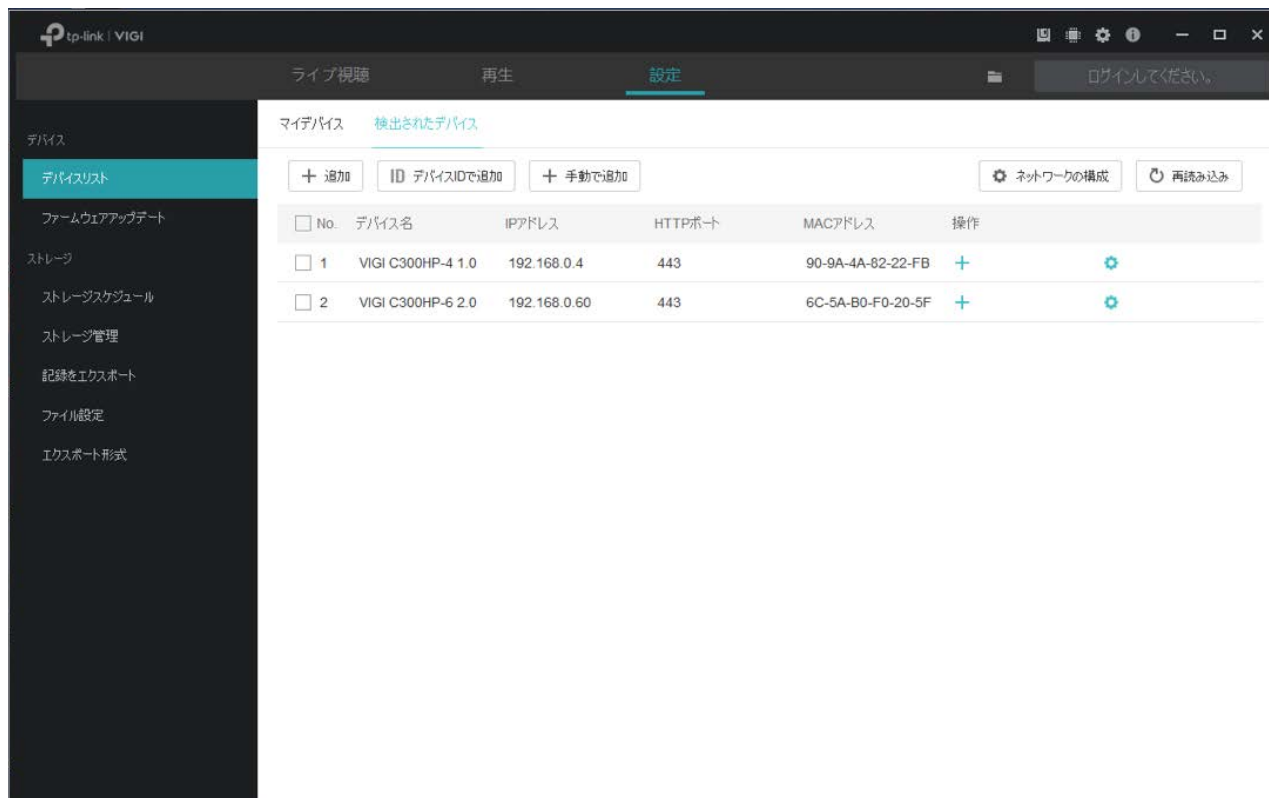 tp-link | VIGI
ライブ視聴 再生 設定 ログインしてください。
デバイス
デバイスリスト
ファームウェアアップデート
ストレージ
ストレージスケジュール
ストレージ管理
記録をエクスポート
ファイル設定
エクスポート形式
マイデバイス 検出されたデバイス
追加 ID デバイスIDで追加 手動で追加 ネットワークの構成 再読み込み
No. デバイス名 IPアドレス HTTPポート MACアドレス 操作
1 VIGI C300HP-4 1.0 192.168.0.4 443 90-9A-4A-82-22-FB
2 VIGI C300HP-6 2.0 192.168.0.60 443 6C-5A-B0-F0-20-5F